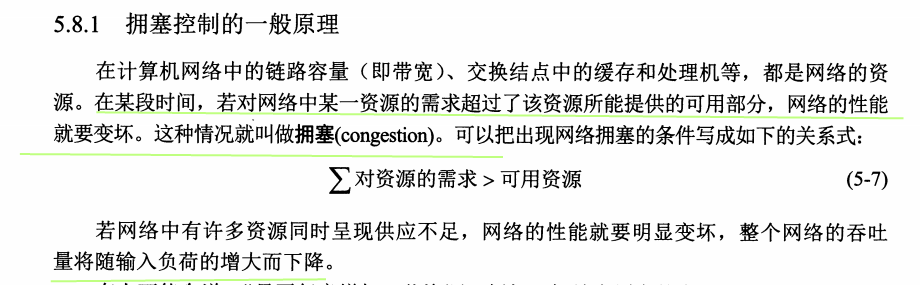 5.8.1 拥塞控制的一般原理
在计算机网络中的链路容量（即带宽）、交换结点中的缓存和处理机等，都是网络的资
源。在某段时间，若对网络中某一资源的需求超过了该资源所能提供的可用部分，网络的性能
就要变坏。这种情况就叫做拥塞(congestion)。可以把出现网络拥塞的条件写成如下的关系式：
∑对资源的需求 > 可用资源 (5-7)
若网络中有许多资源同时呈现供应不足，网络的性能就要明显变坏，整个网络的吞吐
量将随输入负荷的增大而下降。